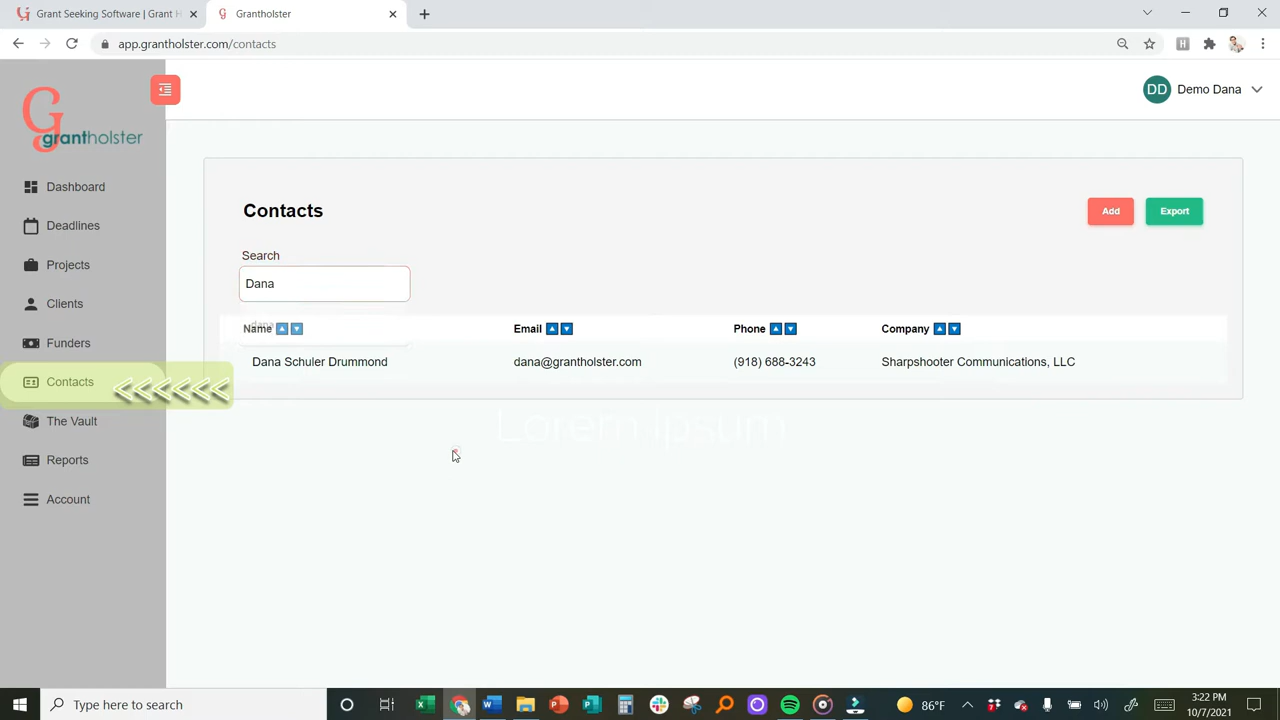 Grant Seeking Software | Grant H
Grantholster
app.grantholster.com/contacts
grantholster
DD Demo Dana
Dashboard
Deadlines
Projects
Clients
Funders
Contacts
The Vault
Reports
Account
Contacts
Add
Export
Search
Dana
Name
Email
Phone
Company
Dana Schuler Drummond
dana@grantholster.com
(918) 688-3243
Sharpshooter Communications, LLC
Lorem Ipsum
Type here to search
86°F
3:22 PM
10/7/2021